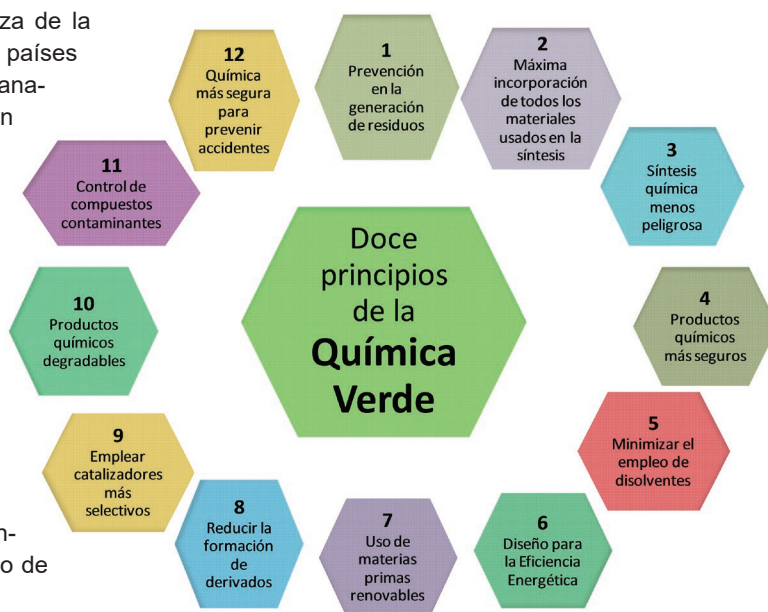 za de la
países
ana-
n
n-
o de
Doce
principios
de la
Química
Verde
1
Prevención
en la
generación
de residuos
2
Máxima
incorporación
de todos los
materiales
usados en la
síntesis
3
Síntesis
química
menos
peligrosa
4
Productos
químicos
más seguros
5
Minimizar el
empleo de
disolventes
6
Diseño para
la Eficiencia
Energética
7
Uso de
materias
primas
renovables
8
Reducir la
formación
de
derivados
9
Emplear
catalizadores
más
selectivos
10
Productos
químicos
degradables
11
Control de
compuestos
contaminantes
12
Química
más segura
para
prevenir
accidentes